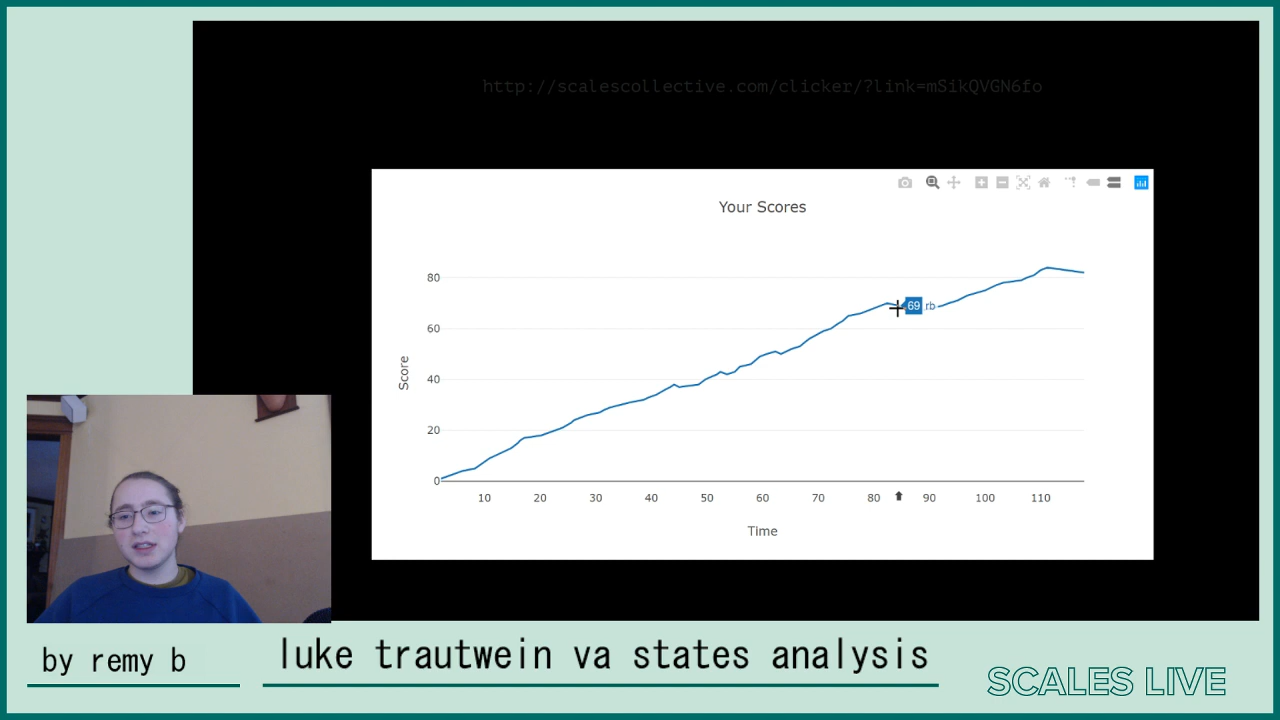 http://scalescollective.com/clicker/?link=mSikQVGN6fo
Your Scores
80
60
40
20
0
Score
69 rb
10 20 30 40 50 60 70 80 90 100 110
Time
by remy b
luke trautwein va states analysis
SCALES LIVE